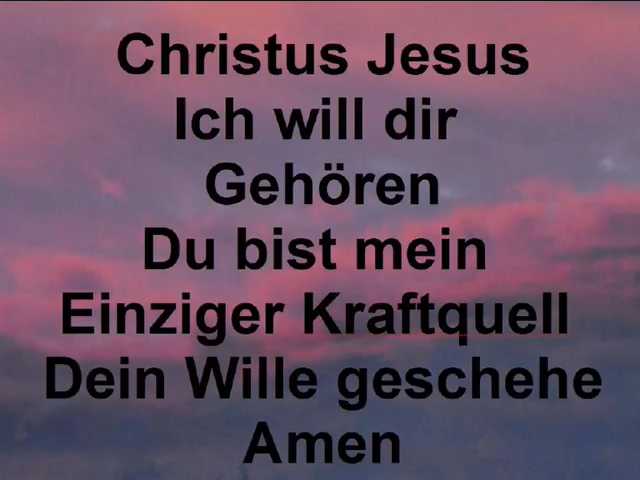 Christus Jesus
Ich will dir
Gehören
Du bist mein
Einziger Kraftquell
Dein Wille geschehe
Amen